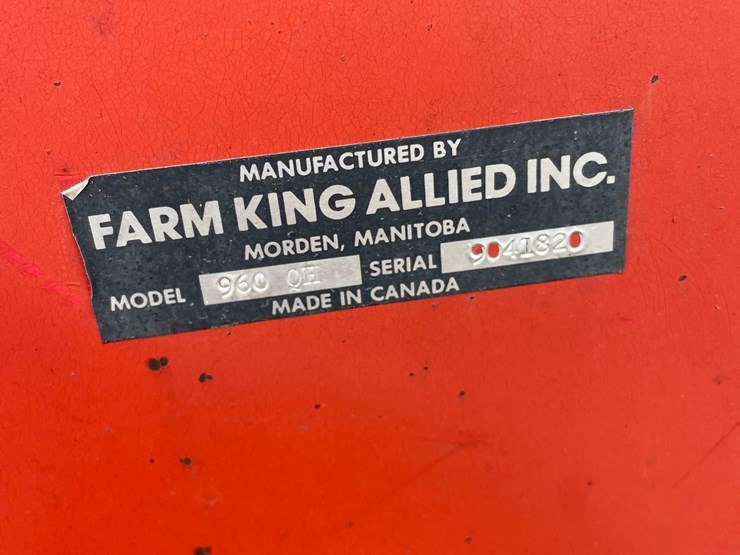 MANUFACTURED BY
FARM KING ALLIED INC.
MORDEN, MANITOBA
MODEL 960 QH SERIAL 9041820
MADE IN CANADA